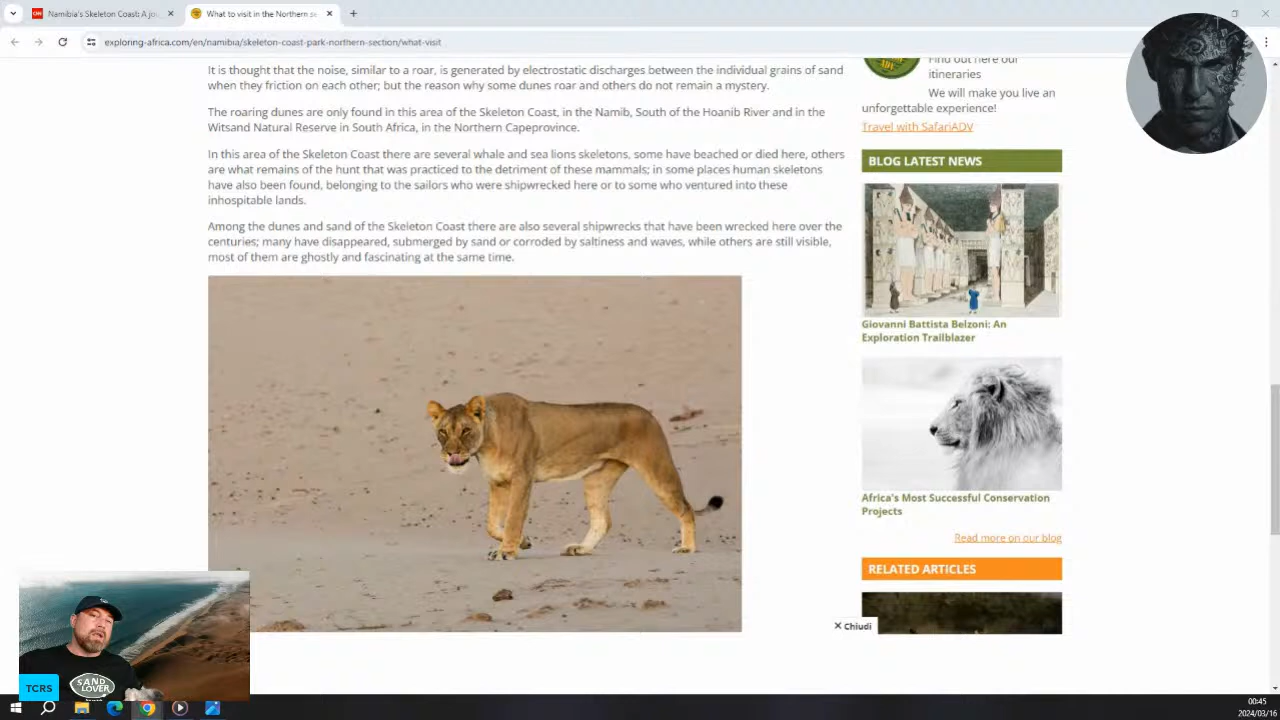 Namibia's Skeleton Coast: A jou
What to visit in the Northern se
exploring-africa.com/en/namibia/skeleton-coast-park-northern-section/what-visit
It is thought that the noise, similar to a roar, is generated by electrostatic discharges between the individual grains of sand
when they friction on each other; but the reason why some dunes roar and others do not remain a mystery.
The roaring dunes are only found in this area of the Skeleton Coast, in the Namib, South of the Hoanib River and in the
Witsand Natural Reserve in South Africa, in the Northern Capeprovince.
In this area of the Skeleton Coast there are several whale and sea lions skeletons, some have beached or died here, others
are what remains of the hunt that was practiced to the detriment of these mammals; in some places human skeletons
have also been found, belonging to the sailors who were shipwrecked here or to some who ventured into these
inhospitable lands.
Among the dunes and sand of the Skeleton Coast there are also several shipwrecks that have been wrecked here over the
centuries; many have disappeared, submerged by sand or corroded by saltiness and waves, while others are still visible,
most of them are ghostly and fascinating at the same time.
Find out here our
itineraries
We will make you live an
unforgettable experience!
Travel with SafariADV
BLOG LATEST NEWS
Giovanni Battista Belzoni: An
Exploration Trailblazer
Africa's Most Successful Conservation
Projects
Read more on our blog
RELATED ARTICLES
✕ Chiudi
SAND
LOVER
TCRS
00:45
2024/03/16